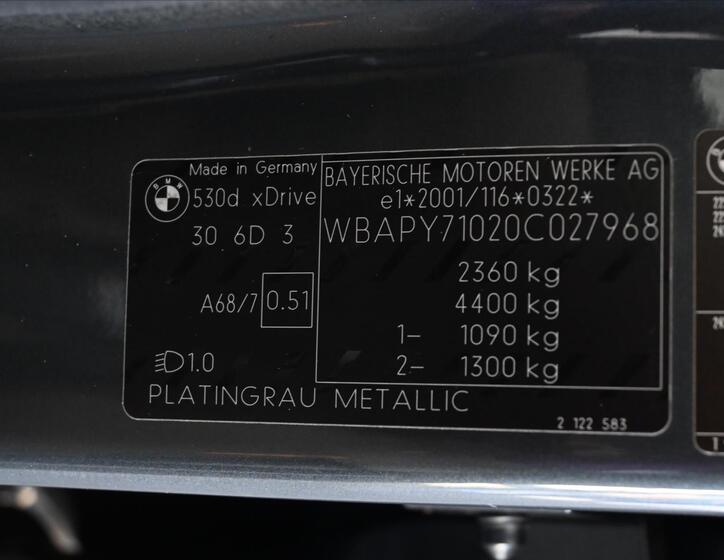 BMW
Made in Germany
530d xDrive
30 6D 3
A68/7 0.51
1.0
PLATINGRAU METALLIC
BAYERISCHE MOTOREN WERKE AG
e1*2001/116*0322*
WBAPY71020C027968
2360 kg
4400 kg
1- 1090 kg
2- 1300 kg
2 122 583